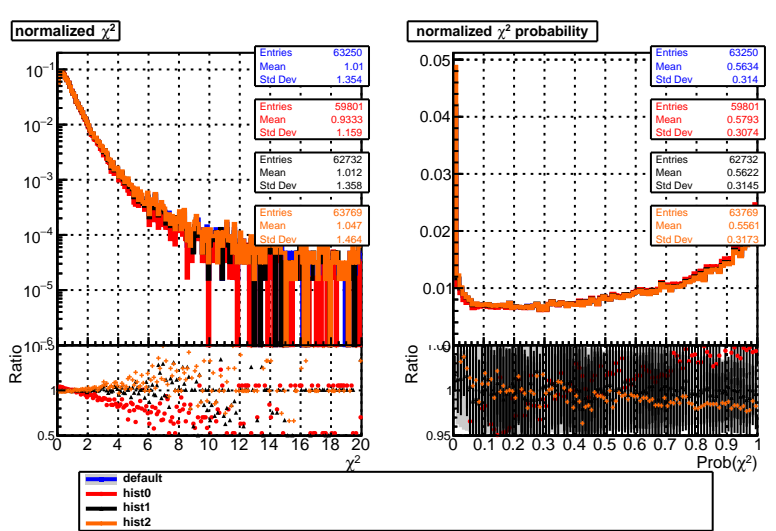 normalized χ²
Entries 63250
Mean 1.01
Std Dev 1.354
Entries 59801
Mean 0.9333
Std Dev 1.159
Entries 62732
Mean 1.012
Std Dev 1.358
Entries 63769
Mean 1.047
Std Dev 1.464
10⁻¹
10⁻²
10⁻³
10⁻⁴
10⁻⁵
Ratio
1
0.5
0 2 4 6 8 10 12 14 16 18 20
χ²
normalized χ² probability
Entries 63250
Mean 0.5634
Std Dev 0.314
Entries 59801
Mean 0.5793
Std Dev 0.3074
Entries 62732
Mean 0.5622
Std Dev 0.3145
Entries 63769
Mean 0.5561
Std Dev 0.3173
0.05
0.04
0.03
0.02
0.01
Ratio
0.95
0 0.1 0.2 0.3 0.4 0.5 0.6 0.7 0.8 0.9 1
Prob(χ²)
default
hist0
hist1
hist2